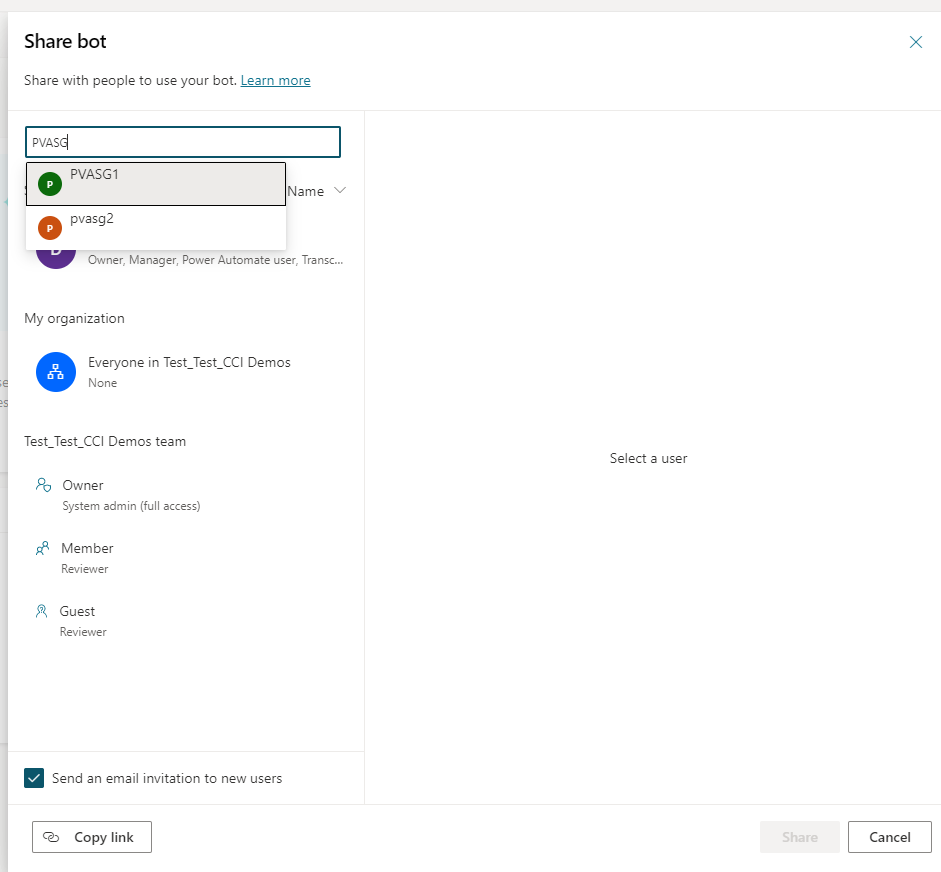 Share bot
Share with people to use your bot. Learn more
PVASG
P PVASG1
Name
P pvasg2
Owner, Manager, Power Automate user, Transc...
My organization
Everyone in Test_Test_CCI Demos
None
Test_Test_CCI Demos team
Select a user
Owner
System admin (full access)
Member
Reviewer
Guest
Reviewer
Send an email invitation to new users
Copy link
Share
Cancel